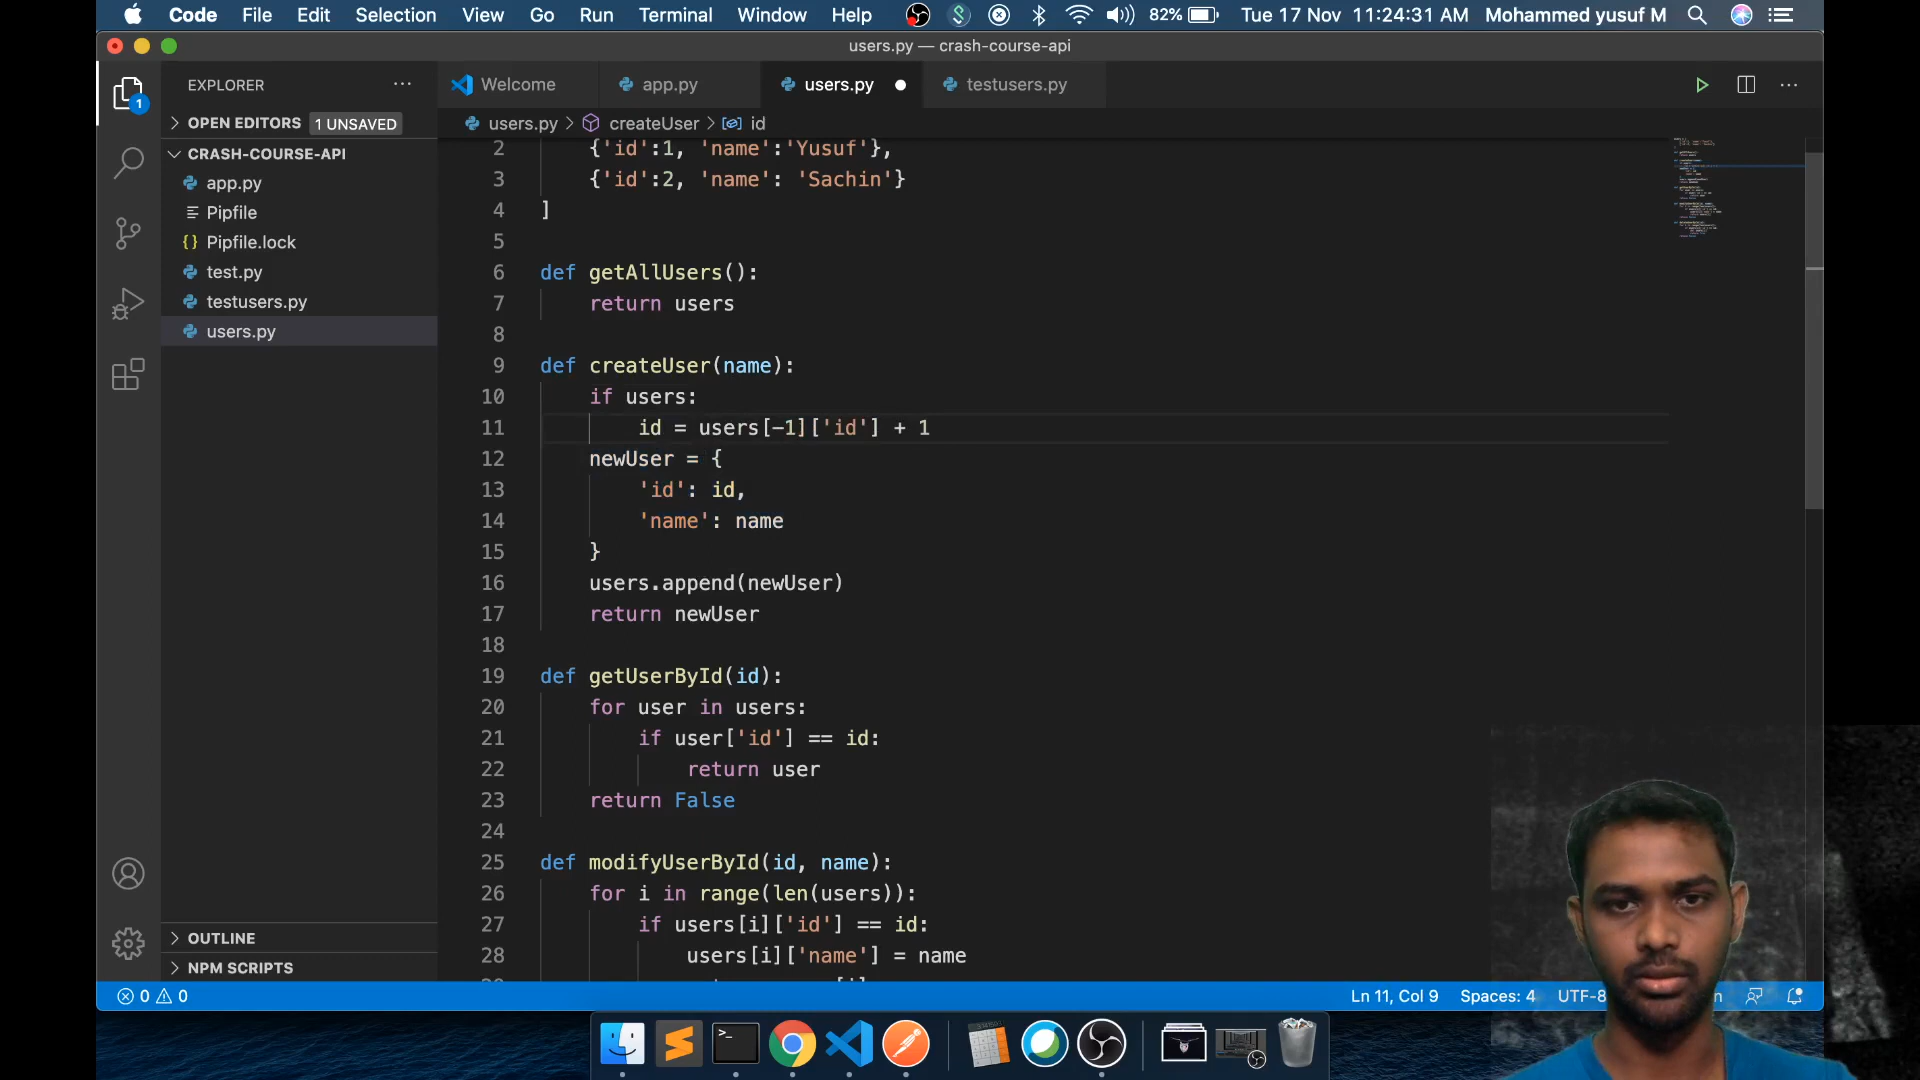 Code File Edit Selection View Go Run Terminal Window Help 82% Tue 17 Nov 11:24:31 AM Mohammed yusuf M
users.py — crash-course-api
EXPLORER
Welcome app.py users.py testusers.py
OPEN EDITORS 1 UNSAVED
users.py > createUser > id
1
CRASH-COURSE-API
app.py
Pipfile
Pipfile.lock
test.py
testusers.py
users.py
OUTLINE
NPM SCRIPTS
2 {'id':1, 'name':'Yusuf'},
3 {'id':2, 'name': 'Sachin'}
4 ]
5
6 def getAllUsers():
7 return users
8
9 def createUser(name):
10 if users:
11 id = users[-1]['id'] + 1
12 newUser = {
13 'id': id,
14 'name': name
15 }
16 users.append(newUser)
17 return newUser
18
19 def getUserById(id):
20 for user in users:
21 if user['id'] == id:
22 return user
23 return False
24
25 def modifyUserById(id, name):
26 for i in range(len(users)):
27 if users[i]['id'] == id:
28 users[i]['name'] = name
0 0 Ln 11, Col 9 Spaces: 4 UTF-8